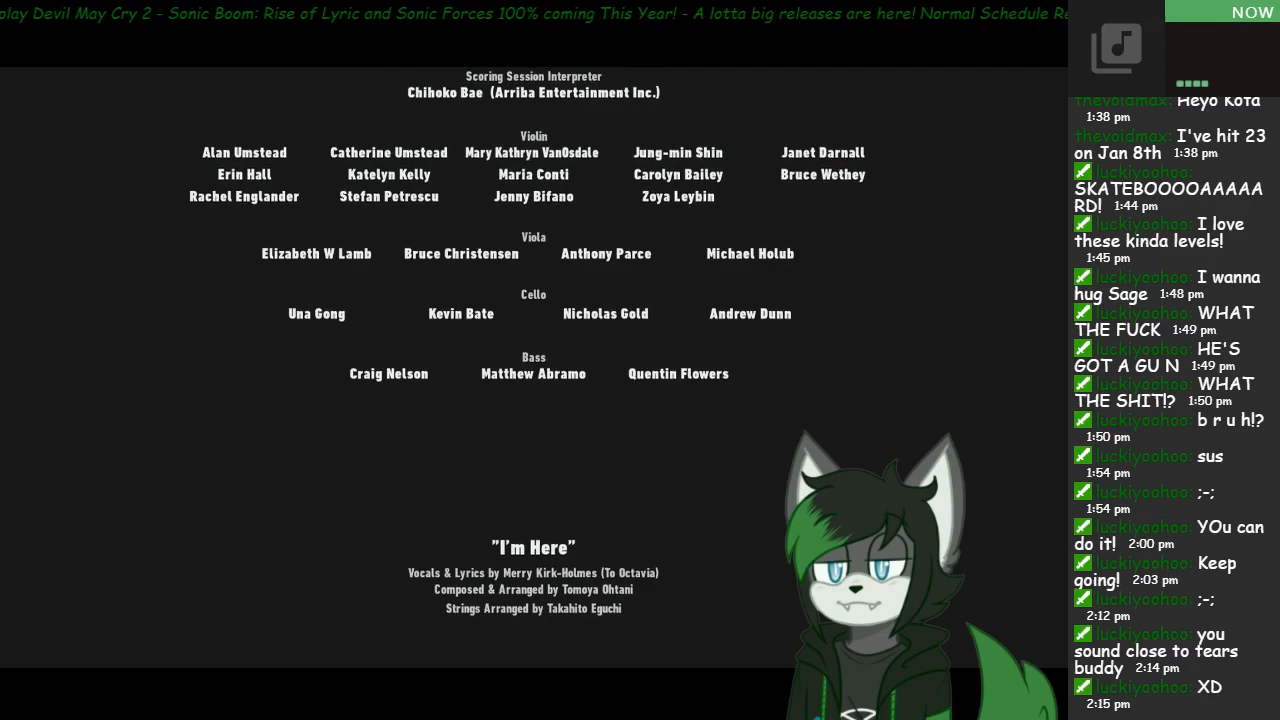 play Devil May Cry 2 - Sonic Boom: Rise of Lyric and Sonic Forces 100% coming This Year! - A lotta big releases are here! Normal Schedule Re
NOW
Scoring Session Interpreter
Chihoko Bae (Arriba Entertainment Inc.)
Violin
Alan Umstead Catherine Umstead Mary Kathryn VanOsdale Jung-min Shin Janet Darnall
Erin Hall Katelyn Kelly Maria Conti Carolyn Bailey Bruce Wethey
Rachel Englander Stefan Petrescu Jenny Bifano Zoya Leybin
Viola
Elizabeth W Lamb Bruce Christensen Anthony Parce Michael Holub
Cello
Una Gong Kevin Bate Nicholas Gold Andrew Dunn
Bass
Craig Nelson Matthew Abramo Quentin Flowers
"I'm Here"
Vocals & Lyrics by Merry Kirk-Holmes (To Octavia)
Composed & Arranged by Tomoya Ohtani
Strings Arranged by Takahito Eguchi
thevoidmax: Heyo Kota
1:38 pm
thevoidmax: I've hit 23
on Jan 8th 1:38 pm
luckiyoohoo:
SKATEBOOOOAAAAA
RD! 1:44 pm
luckiyoohoo: I love
these kinda levels!
1:45 pm
luckiyoohoo: I wanna
hug Sage 1:48 pm
luckiyoohoo: WHAT
THE FUCK 1:49 pm
luckiyoohoo: HE'S
GOT A GU N 1:49 pm
luckiyoohoo: WHAT
THE SHIT!? 1:50 pm
luckiyoohoo: b r u h!?
1:50 pm
luckiyoohoo: sus
1:54 pm
luckiyoohoo: ;-;
1:54 pm
luckiyoohoo: YOu can
do it! 2:00 pm
luckiyoohoo: Keep
going! 2:03 pm
luckiyoohoo: ;-;
2:12 pm
luckiyoohoo: you
sound close to tears
buddy 2:14 pm
luckiyoohoo: XD
2:15 pm